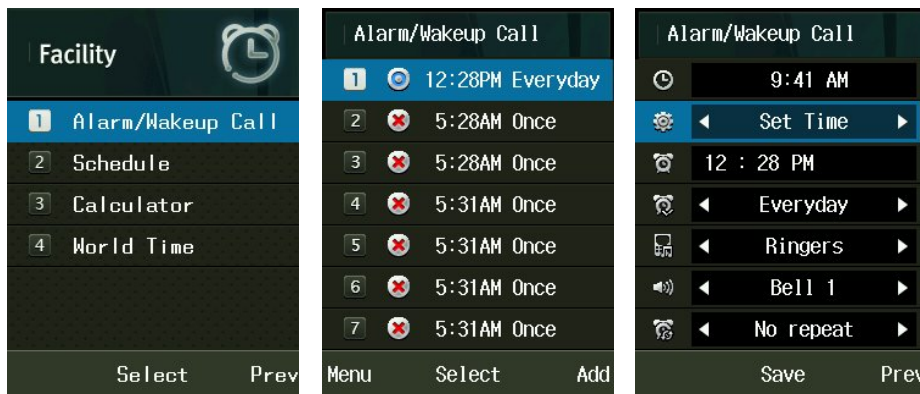 Facility
1 Alarm/Wakeup Call
2 Schedule
3 Calculator
4 World Time
Select Prev
Alarm/Wakeup Call
1 12:28PM Everyday
2 5:28AM Once
3 5:28AM Once
4 5:31AM Once
5 5:31AM Once
6 5:31AM Once
7 5:31AM Once
Menu Select Add
Alarm/Wakeup Call
9:41 AM
Set Time
12 : 28 PM
Everyday
Ringers
Bell 1
No repeat
Save Prev